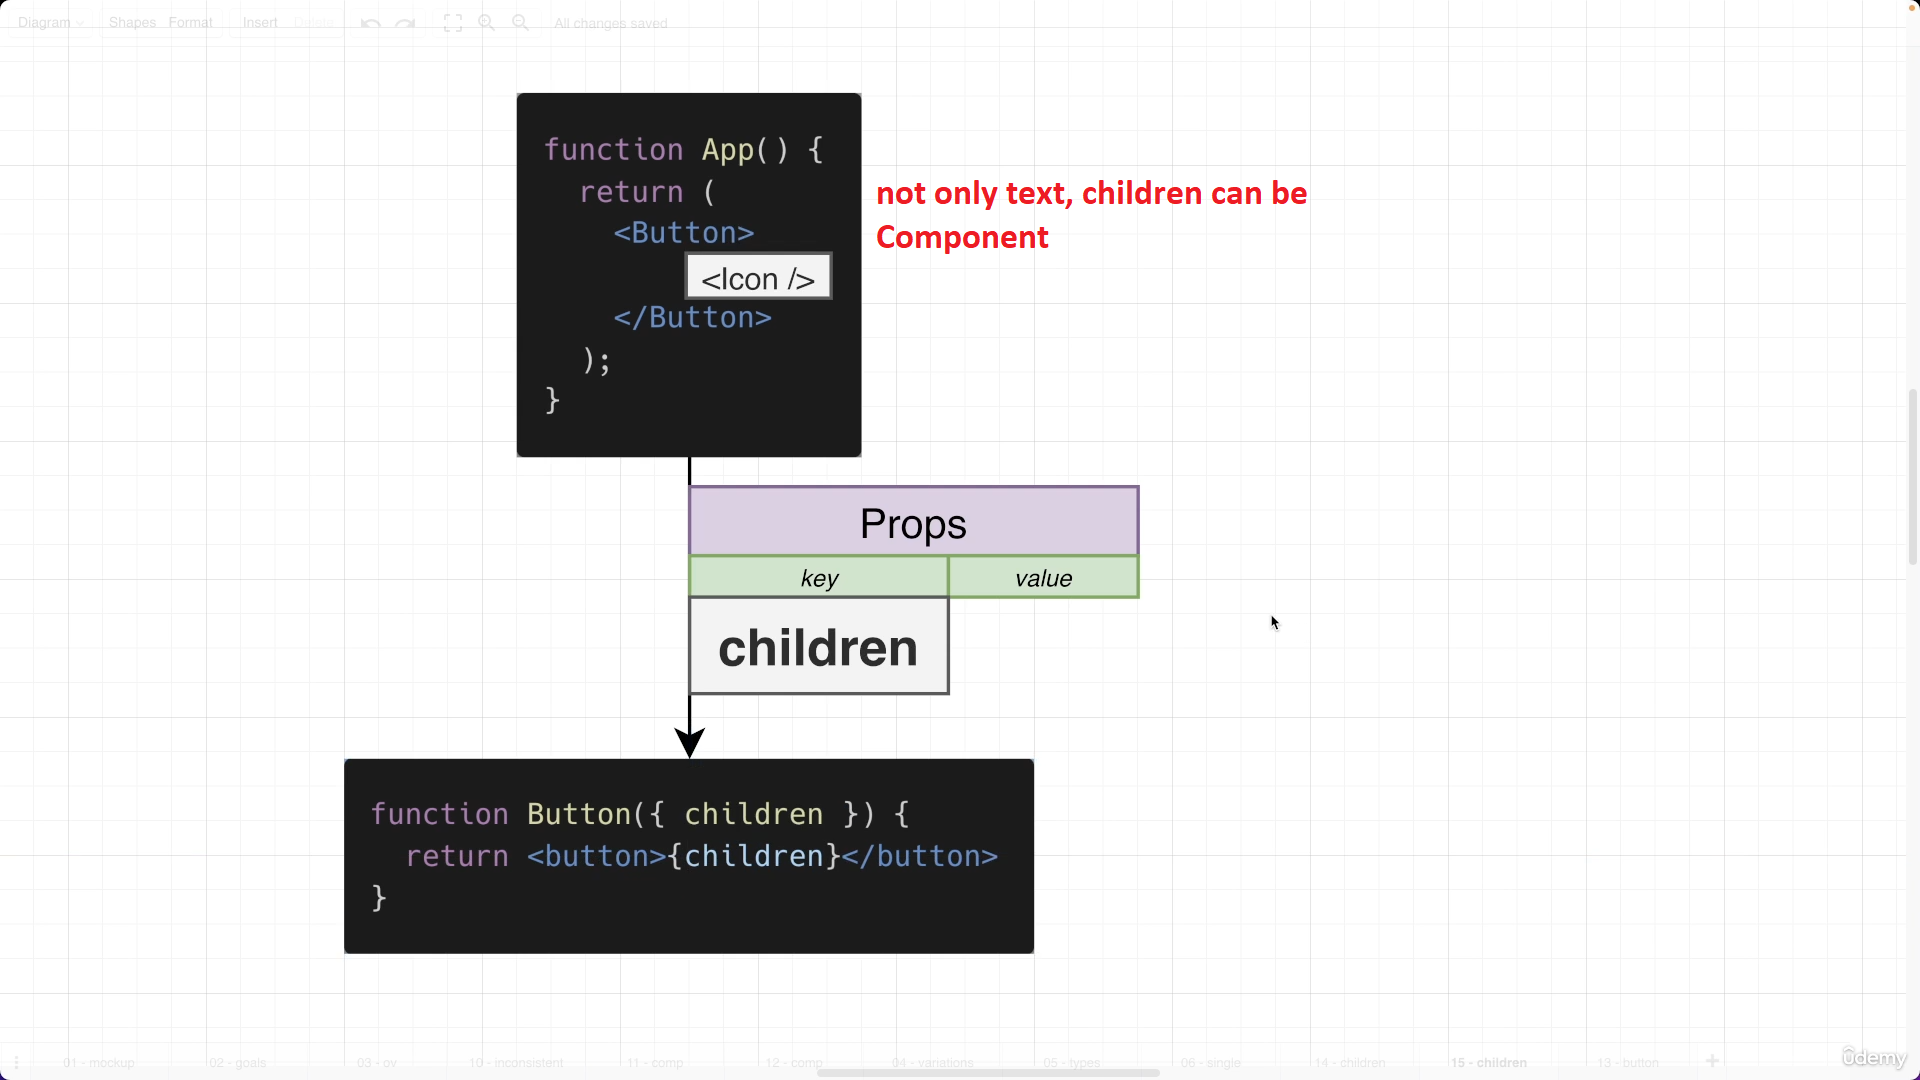 Diagram Shapes Format Insert Delete All changes saved
function App() {
return (
<Button>
<Icon />
</Button>
);
}
not only text, children can be
Component
Props
key value
children
function Button({ children }) {
return <button>{children}</button>
}
01 - mockup 02 - goals 03 - ov 10 - inconsistent 11 - comp 12 - comp 04 - variations 05 - types 06 - single 14 - children 15 - children 13 - button
ûdemy